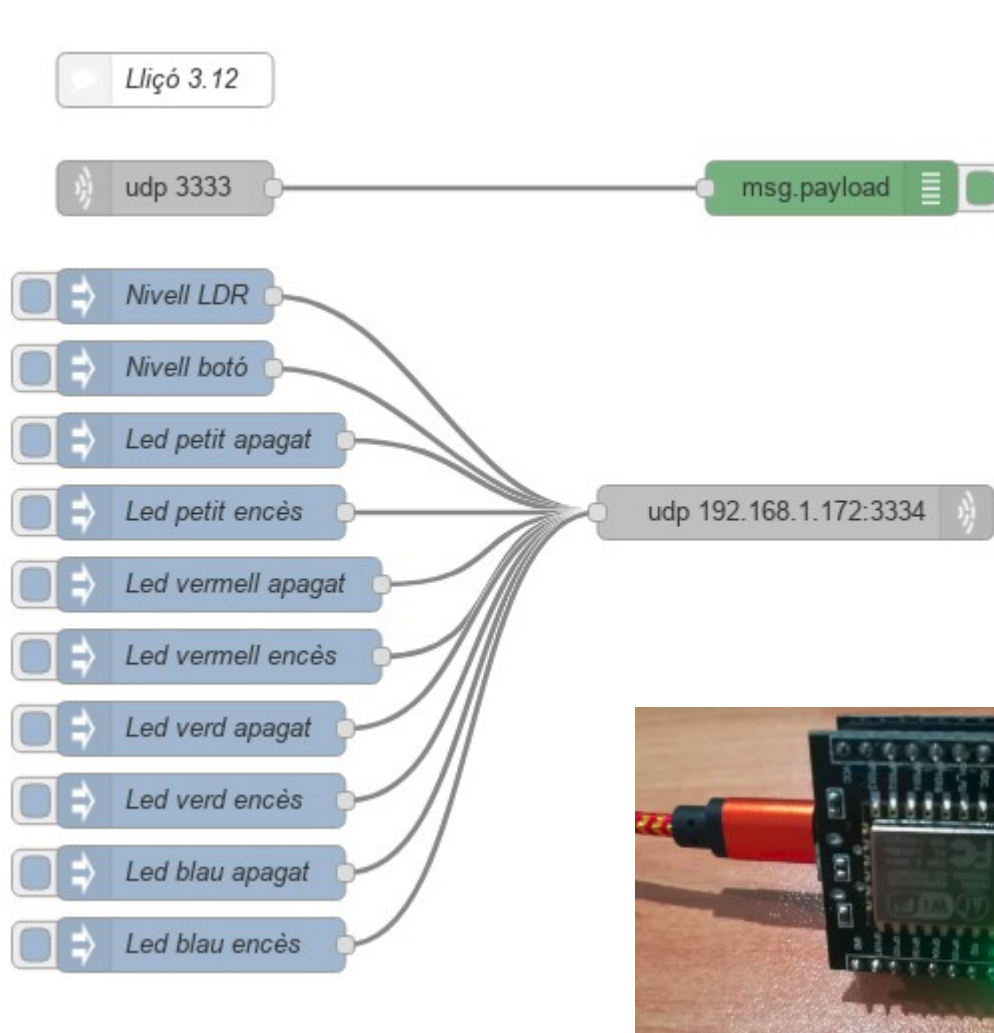 Lliçó 3.12
udp 3333
msg.payload
Nivell LDR
Nivell botó
Led petit apagat
Led petit encès
udp 192.168.1.172:3334
Led vermell apagat
Led vermell encès
Led verd apagat
Led verd encès
Led blau apagat
Led blau encès